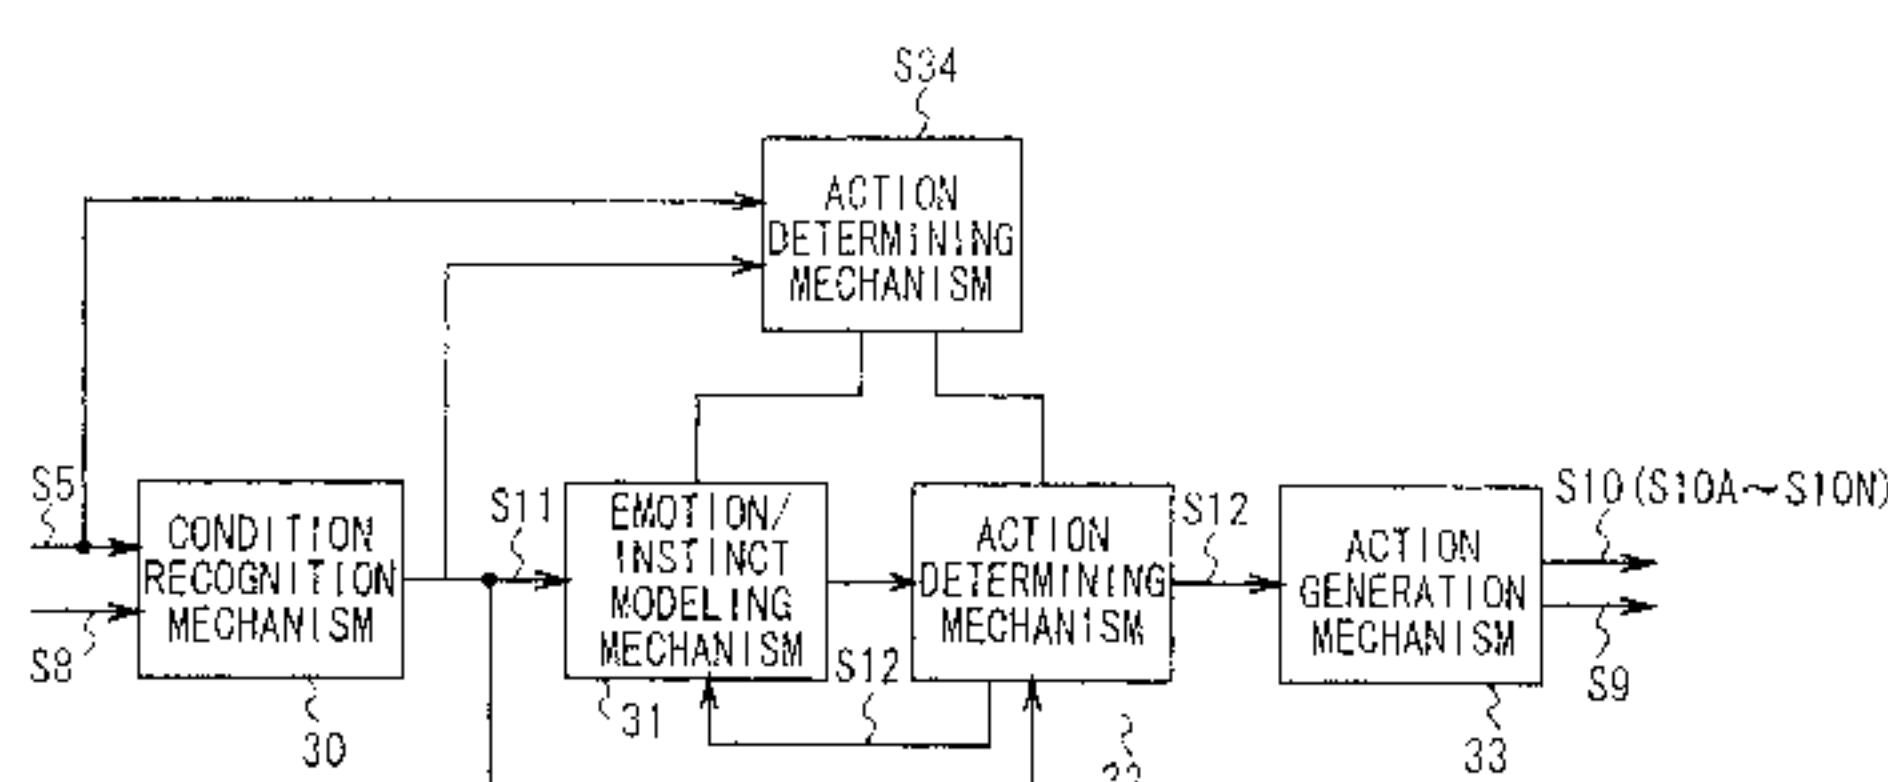 S34
ACTION
DETERMINING
MECHANISM
S5
S8
CONDITION
RECOGNITION
MECHANISM
30
S11
EMOTION/
INSTINCT
MODELING
MECHANISM
31
S12
ACTION
DETERMINING
MECHANISM
S12
ACTION
GENERATION
MECHANISM
33
S10(S10A~S10N)
S9